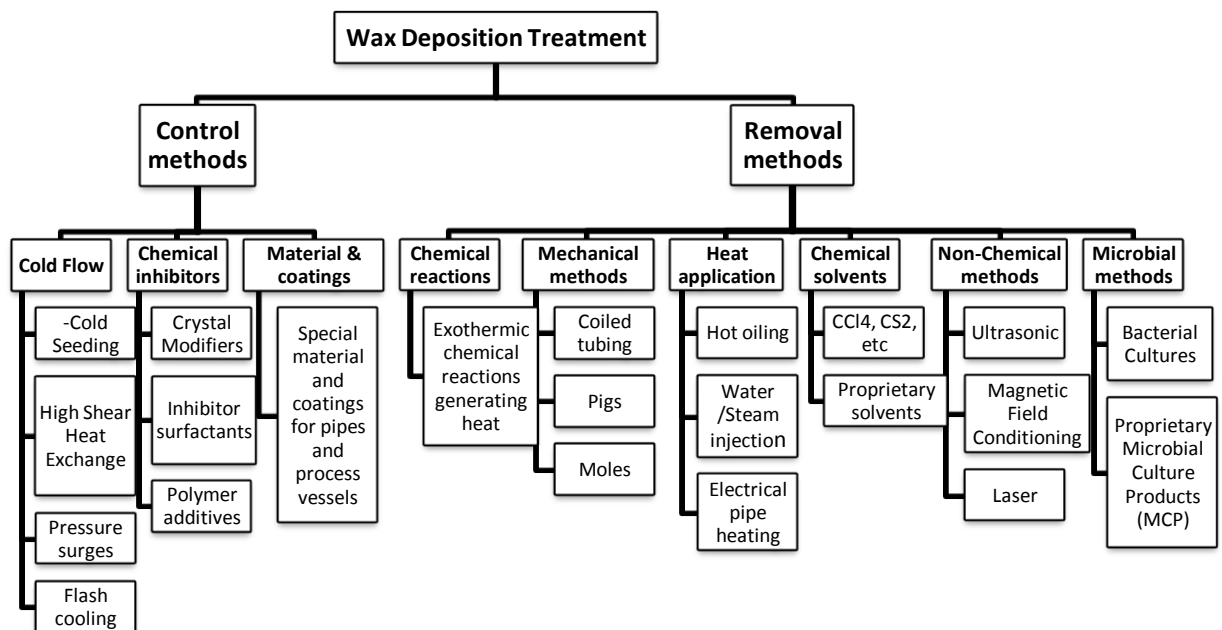 Wax Deposition Treatment
Control
methods
Removal
methods
Cold Flow
-Cold
Seeding
High Shear
Heat
Exchange
Pressure
surges
Flash
cooling
Chemical
inhibitors
Crystal
Modifiers
Inhibitor
surfactants
Polymer
additives
Material &
coatings
Special
material
and
coatings
for pipes
and
process
vessels
Chemical
reactions
Exothermic
chemical
reactions
generating
heat
Mechanical
methods
Coiled
tubing
Pigs
Moles
Heat
application
Hot oiling
Water
/Steam
injection
Electrical
pipe
heating
Chemical
solvents
CCl4, CS2,
etc
Proprietary
solvents
Non-Chemical
methods
Ultrasonic
Magnetic
Field
Conditioning
Laser
Microbial
methods
Bacterial
Cultures
Proprietary
Microbial
Culture
Products
(MCP)